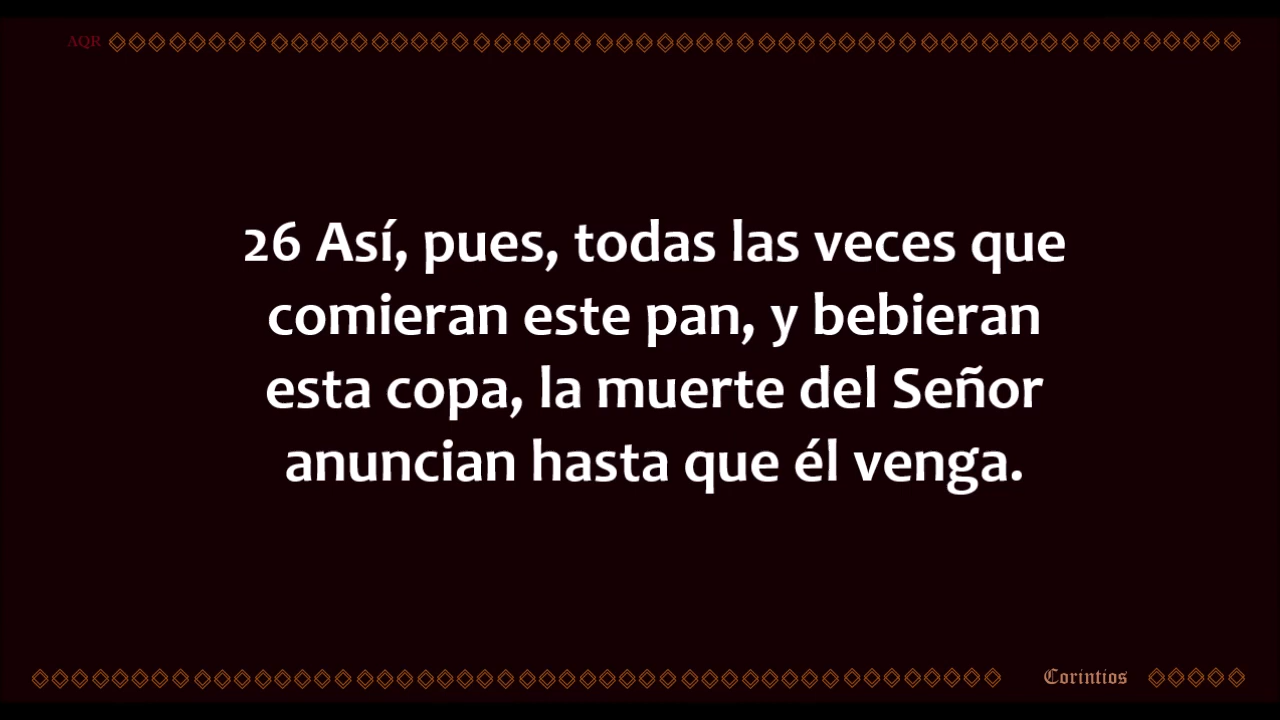 AQR
26 Así, pues, todas las veces que
comieran este pan, y bebieran
esta copa, la muerte del Señor
anuncian hasta que él venga.
Corintios